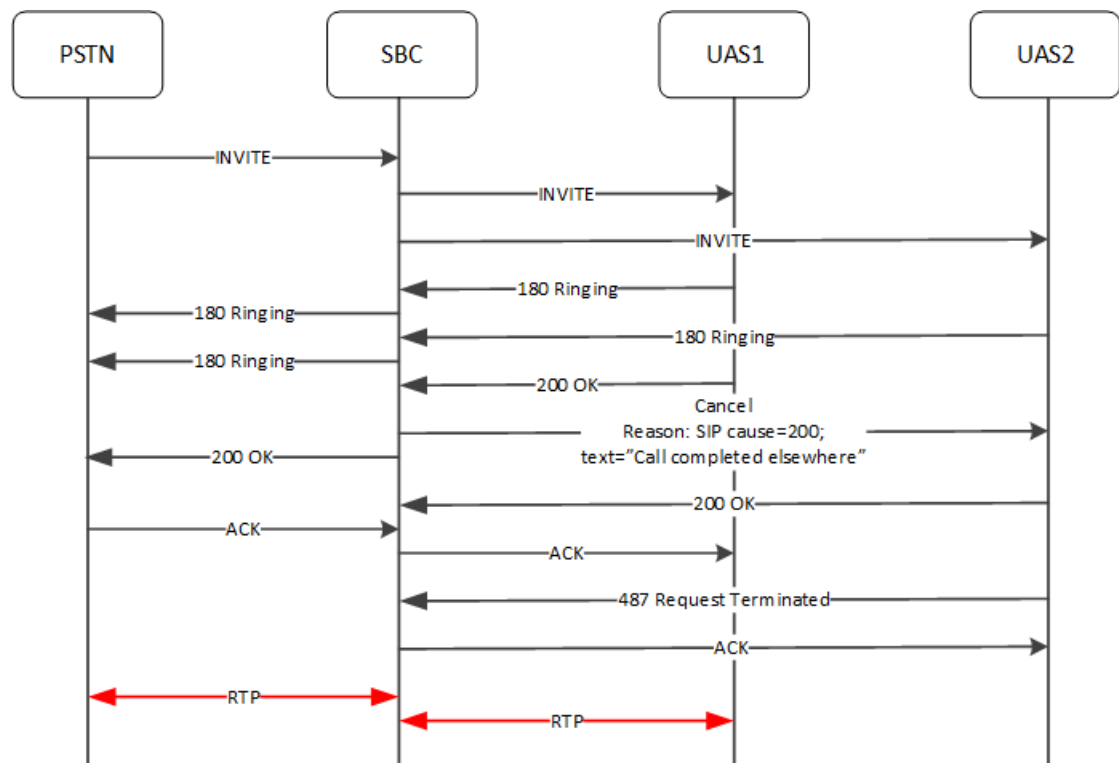 PSTN
SBC
UAS1
UAS2
INVITE
INVITE
INVITE
180 Ringing
180 Ringing
180 Ringing
180 Ringing
200 OK
Cancel
Reason: SIP cause=200;
text=”Call completed elsewhere”
200 OK
200 OK
ACK
ACK
487 Request Terminated
ACK
RTP
RTP